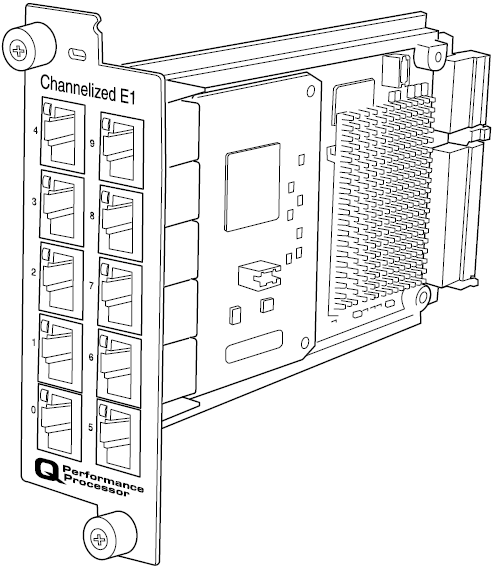 Channelized E1
4 9
3 8
2 7
1 6
0 5
Q Performance
Processor